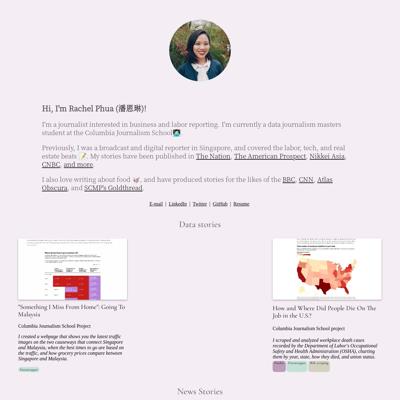 Hi, I'm Rachel Phua (潘恩琳)!
I'm a journalist interested in business and labor reporting. I'm currently a data journalism masters
student at the Columbia Journalism School
Previously, I was a broadcast and digital reporter in Singapore, and covered the labor, tech, and real
estate beats. My stories have been published in The Nation, The American Prospect, Nikkei Asia,
CNBC, and more.
I also love writing about food, and have produced stories for the likes of the BBC, CNN, Atlas
Obscura, and SCMP's Goldthread.
E-mail | LinkedIn | Twitter | GitHub | Resume
Data stories
"Something I Miss From Home": Going To
Malaysia
Columbia Journalism School Project
I created a webpage that shows you the latest traffic
images on the two causeways that connect Singapore
and Malaysia, when the best times to go are based on
the traffic, and how grocery prices compare between
Singapore and Malaysia.
How and Where Did People Die On The
Job in the U.S.?
Columbia Journalism School project
I scraped and analyzed workplace death cases
recorded by the Department of Labor's Occupational
Safety and Health Administration (OSHA), charting
them by year, state, how they died, and union status.
News Stories